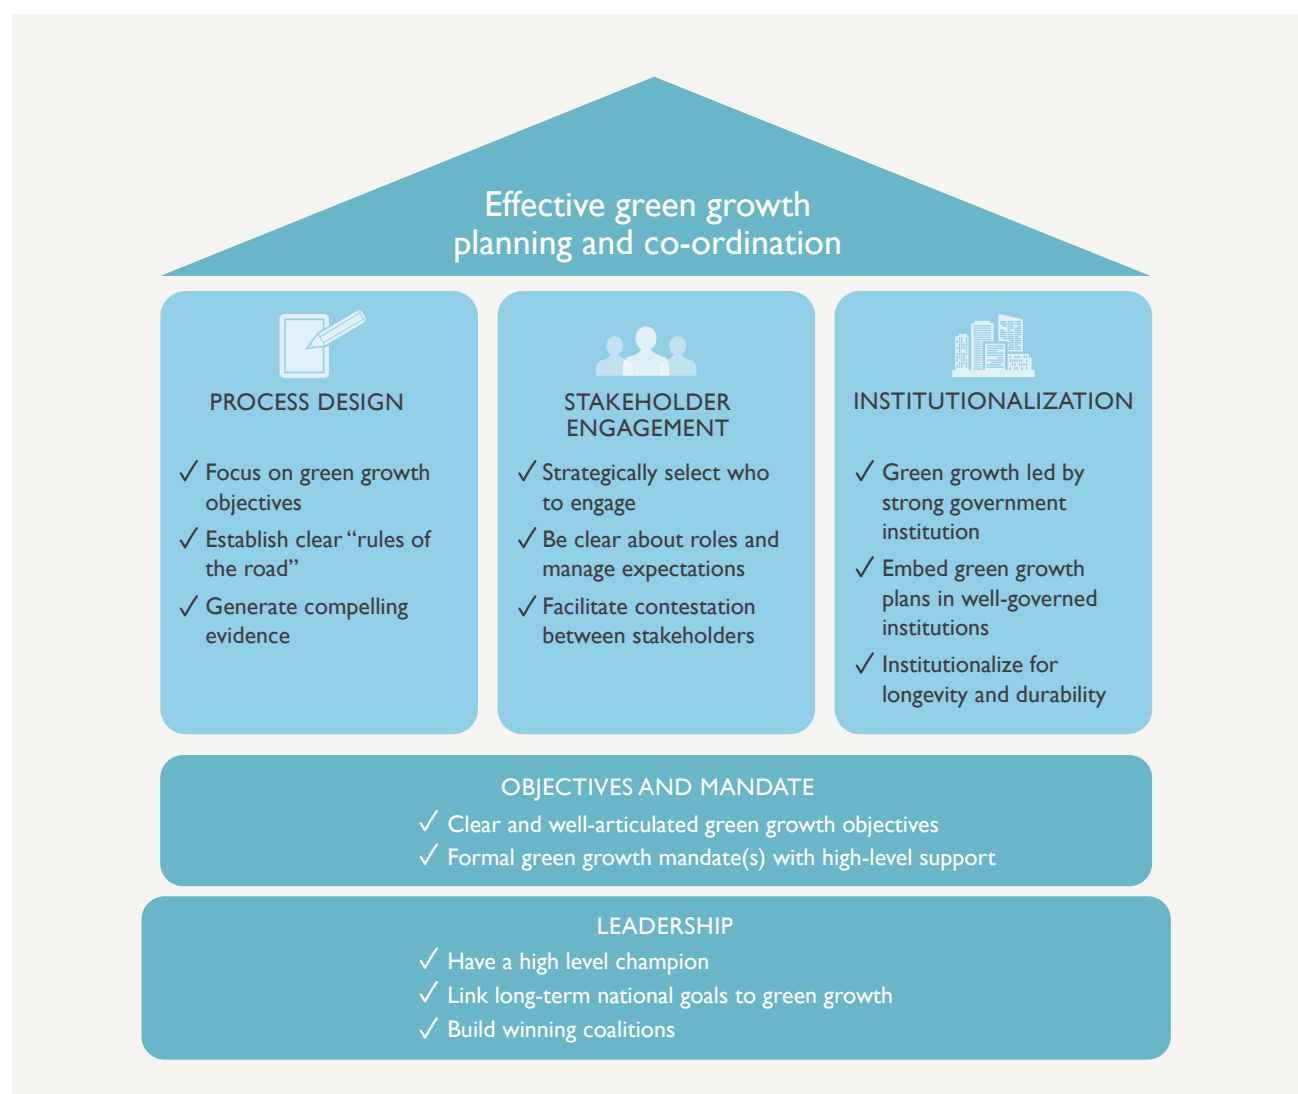 Effective green growth
planning and co-ordination
PROCESS DESIGN
✓ Focus on green growth
objectives
✓ Establish clear “rules of
the road”
✓ Generate compelling
evidence
STAKEHOLDER
ENGAGEMENT
✓ Strategically select who
to engage
✓ Be clear about roles and
manage expectations
✓ Facilitate contestation
between stakeholders
INSTITUTIONALIZATION
✓ Green growth led by
strong government
institution
✓ Embed green growth
plans in well-governed
institutions
✓ Institutionalize for
longevity and durability
OBJECTIVES AND MANDATE
✓ Clear and well-articulated green growth objectives
✓ Formal green growth mandate(s) with high-level support
LEADERSHIP
✓ Have a high level champion
✓ Link long-term national goals to green growth
✓ Build winning coalitions